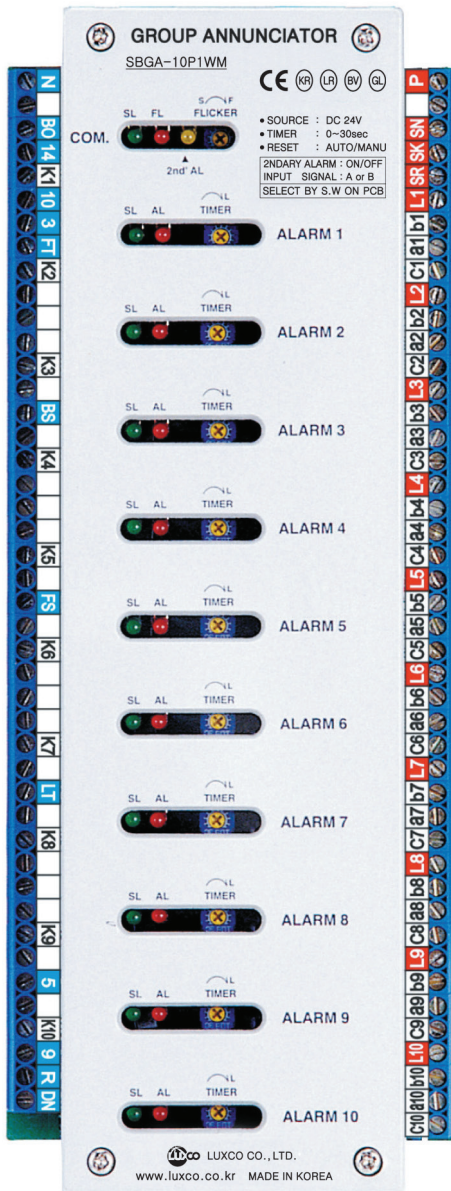 GROUP ANNUNCIATOR
SBGA-10P1WM
CE KR LR BV GL
S F
SL FL FLICKER
COM.
2nd' AL
• SOURCE : DC 24V
• TIMER : 0~30sec
• RESET : AUTO/MANU
2NDARY ALARM : ON/OFF
INPUT SIGNAL : A or B
SELECT BY S.W ON PCB
L
SL AL TIMER
ALARM 1
L
SL AL TIMER
ALARM 2
L
SL AL TIMER
ALARM 3
L
SL AL TIMER
ALARM 4
L
SL AL TIMER
ALARM 5
L
SL AL TIMER
ALARM 6
L
SL AL TIMER
ALARM 7
L
SL AL TIMER
ALARM 8
L
SL AL TIMER
ALARM 9
L
SL AL TIMER
ALARM 10
Luxco LUXCO CO.,LTD.
www.luxco.co.kr MADE IN KOREA
N
BO
14
K1
10
3
FT
K2
K3
BS
K4
K5
FS
K6
K7
LT
K8
K9
5
K10
9
R
DN
P
SN
SK
SR
L1
b1
a1
C1
L2
b2
a2
C2
L3
b3
a3
C3
L4
b4
a4
C4
L5
b5
a5
C5
L6
b6
a6
C6
L7
b7
a7
C7
L8
b8
a8
C8
L9
b9
a9
C9
L10
b10
a10
C10